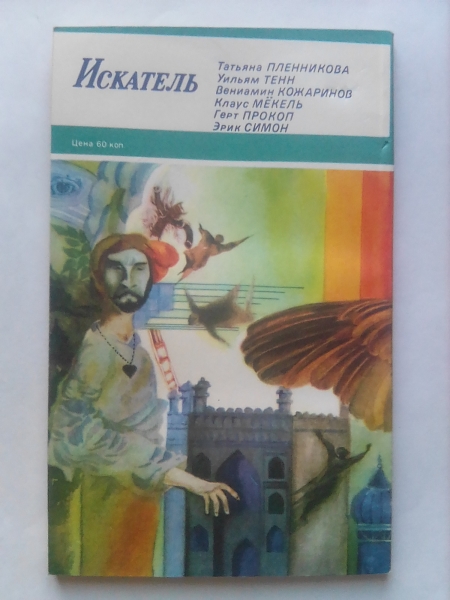 Искатель
Татьяна ПЛЕННИКОВА
Уильям ТЕНН
Вениамин КОЖАРИНОВ
Клаус МЁКЕЛЬ
Герт ПРОКОП
Эрик СИМОН
Цена 60 коп